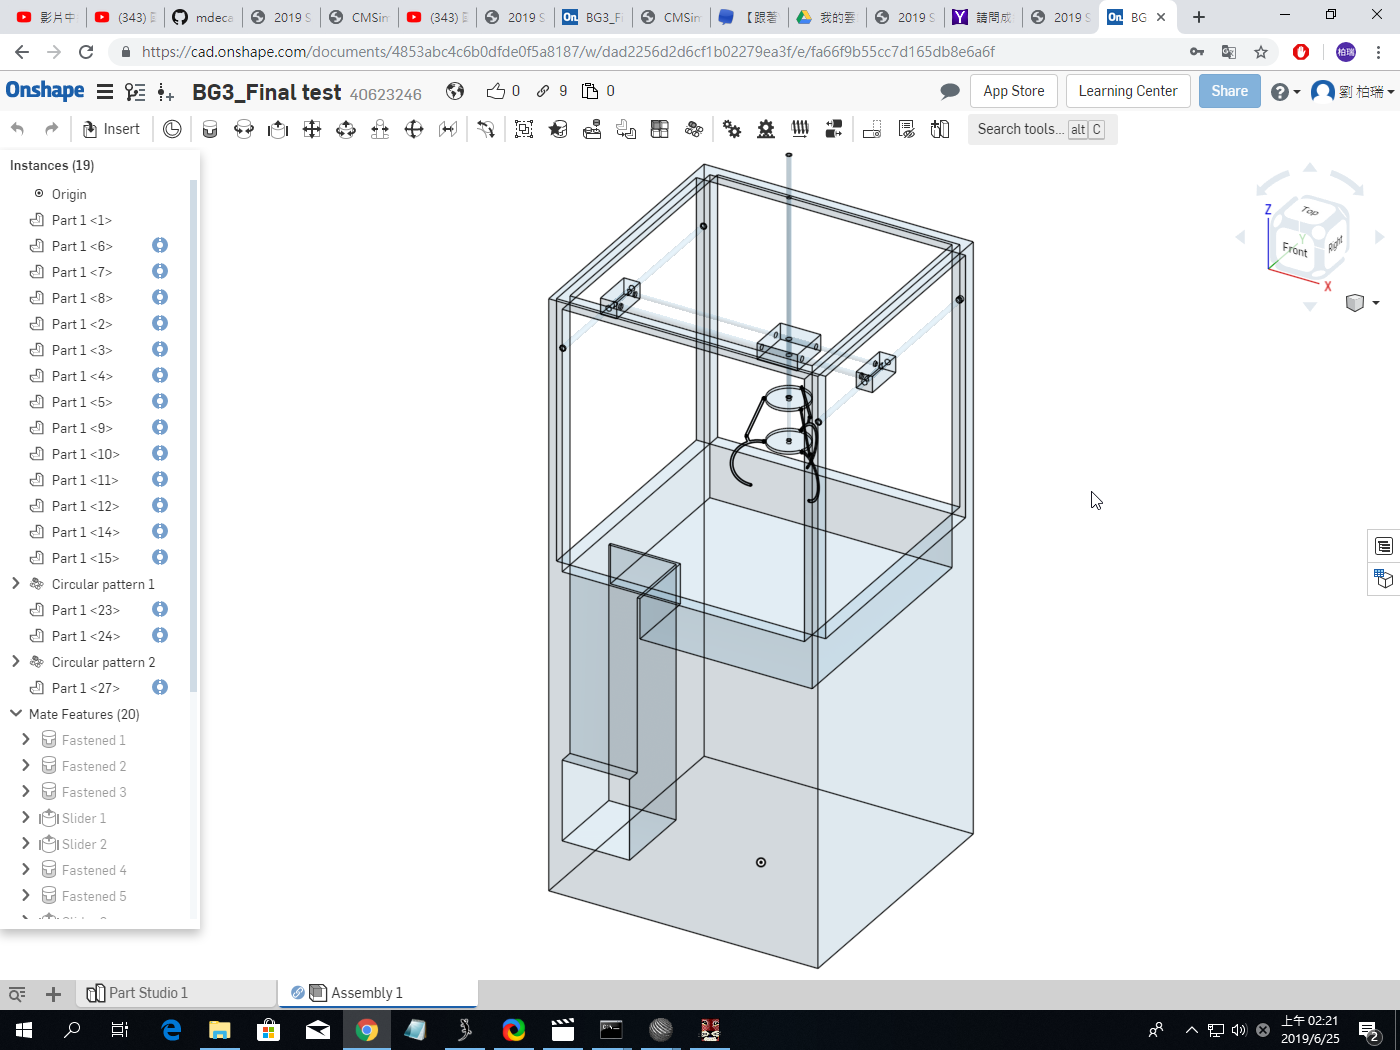 影片中
(343)
mdeca
2019 S
CMSin
(343)
2019 S
BG3_Fi
CMSin
【跟著
我的雲
2019 S
請問成
2019 S
BG
https://cad.onshape.com/documents/4853abc4c6b0dfde0f5a8187/w/dad2256d2d6cf1b02279ea3f/e/fa66f9b55cc7d165db8e6a6f
柏瑞
Onshape
BG3_Final test 40623246
0
9
0
App Store
Learning Center
Share
劉 柏瑞
Insert
Search tools... alt C
Instances (19)
Origin
Part 1 <1>
Part 1 <6>
Part 1 <7>
Part 1 <8>
Part 1 <2>
Part 1 <3>
Part 1 <4>
Part 1 <5>
Part 1 <9>
Part 1 <10>
Part 1 <11>
Part 1 <12>
Part 1 <14>
Part 1 <15>
Circular pattern 1
Part 1 <23>
Part 1 <24>
Circular pattern 2
Part 1 <27>
Mate Features (20)
Fastened 1
Fastened 2
Fastened 3
Slider 1
Slider 2
Fastened 4
Fastened 5
Top
Front
Right
Z
Y
X
Part Studio 1
Assembly 1
上午 02:21
2019/6/25
2